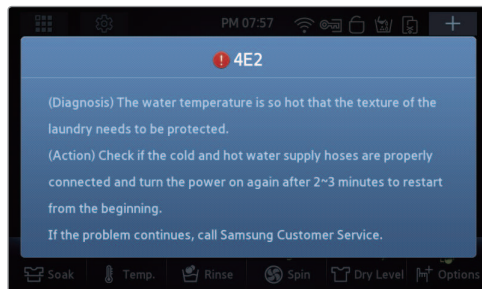 PM 07:57
4E2
(Diagnosis) The water temperature is so hot that the texture of the
laundry needs to be protected.
(Action) Check if the cold and hot water supply hoses are properly
connected and turn the power on again after 2~3 minutes to restart
from the beginning.
If the problem continues, call Samsung Customer Service.
Soak Temp. Rinse Spin Dry Level Options